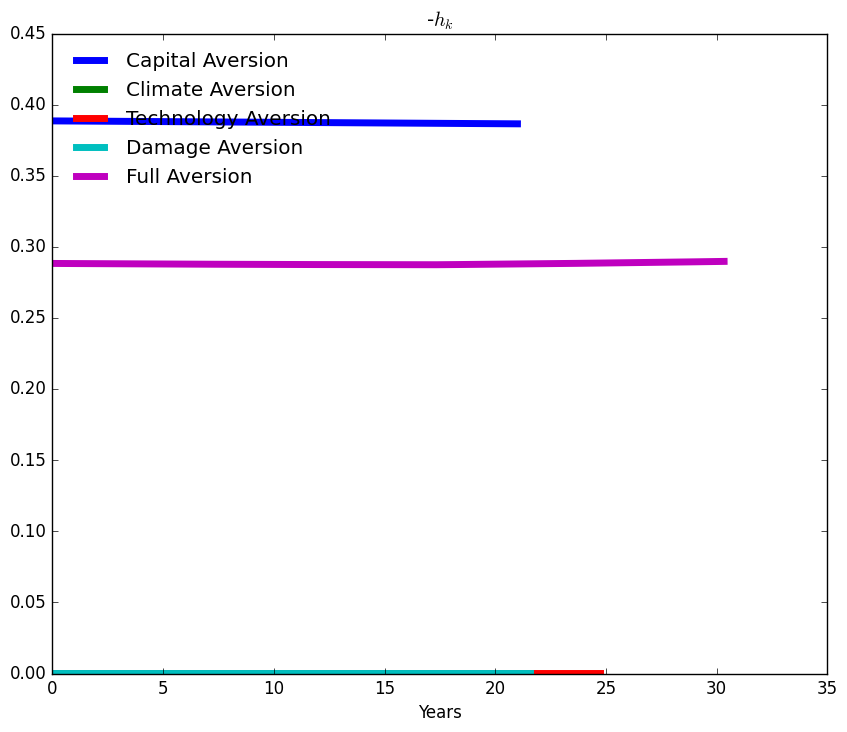 -hₖ
0.45
0.40
0.35
0.30
0.25
0.20
0.15
0.10
0.05
0.00
Capital Aversion
Climate Aversion
Technology Aversion
Damage Aversion
Full Aversion
0 5 10 15 20 25 30 35
Years